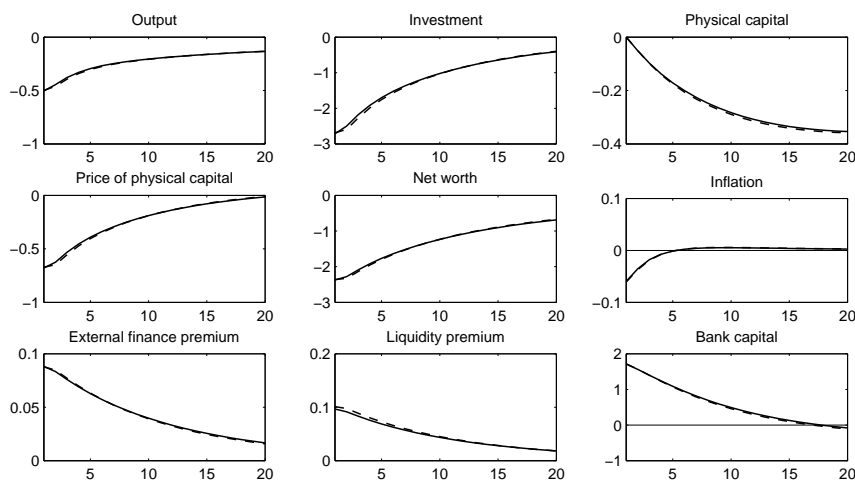 Output
Investment
Physical capital
0
−0.5
−1
5 10 15 20
0
−1
−2
−3
5 10 15 20
0
−0.2
−0.4
5 10 15 20
Price of physical capital
Net worth
Inflation
0
−0.5
−1
5 10 15 20
0
−1
−2
−3
5 10 15 20
0.1
0
−0.1
5 10 15 20
External finance premium
Liquidity premium
Bank capital
0.1
0.05
0
5 10 15 20
0.2
0.1
0
5 10 15 20
2
1
0
−1
5 10 15 20